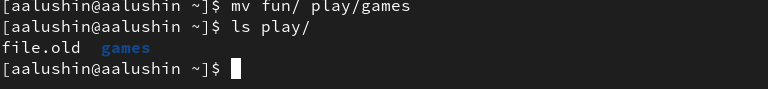 [aalushin@aalushin ~]$ mv fun/ play/games
[aalushin@aalushin ~]$ ls play/
file.old  games
[aalushin@aalushin ~]$